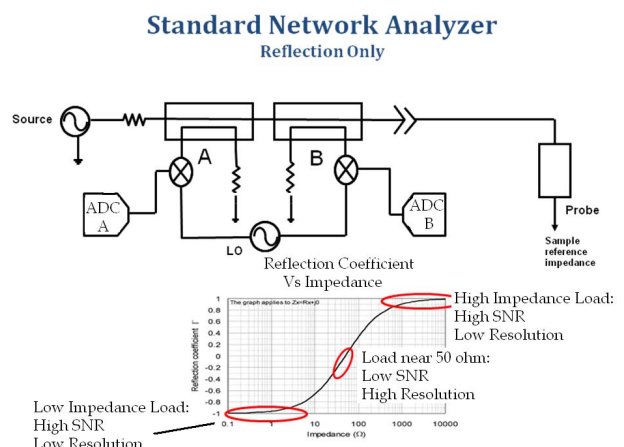 Standard Network Analyzer
Reflection Only
Source
A
B
ADC
A
ADC
B
LO
Probe
Sample
reference
impedance
Reflection Coefficient
Vs Impedance
The graph applies to Zx=Rx+j0
Reflection coefficient Γ
1
0.8
0.6
0.4
0.2
0
-0.2
-0.4
-0.6
-0.8
-1
0.1
1
10
100
1000
10000
Impedance (Ω)
High Impedance Load:
High SNR
Low Resolution
Load near 50 ohm:
Low SNR
High Resolution
Low Impedance Load:
High SNR
Low Resolution